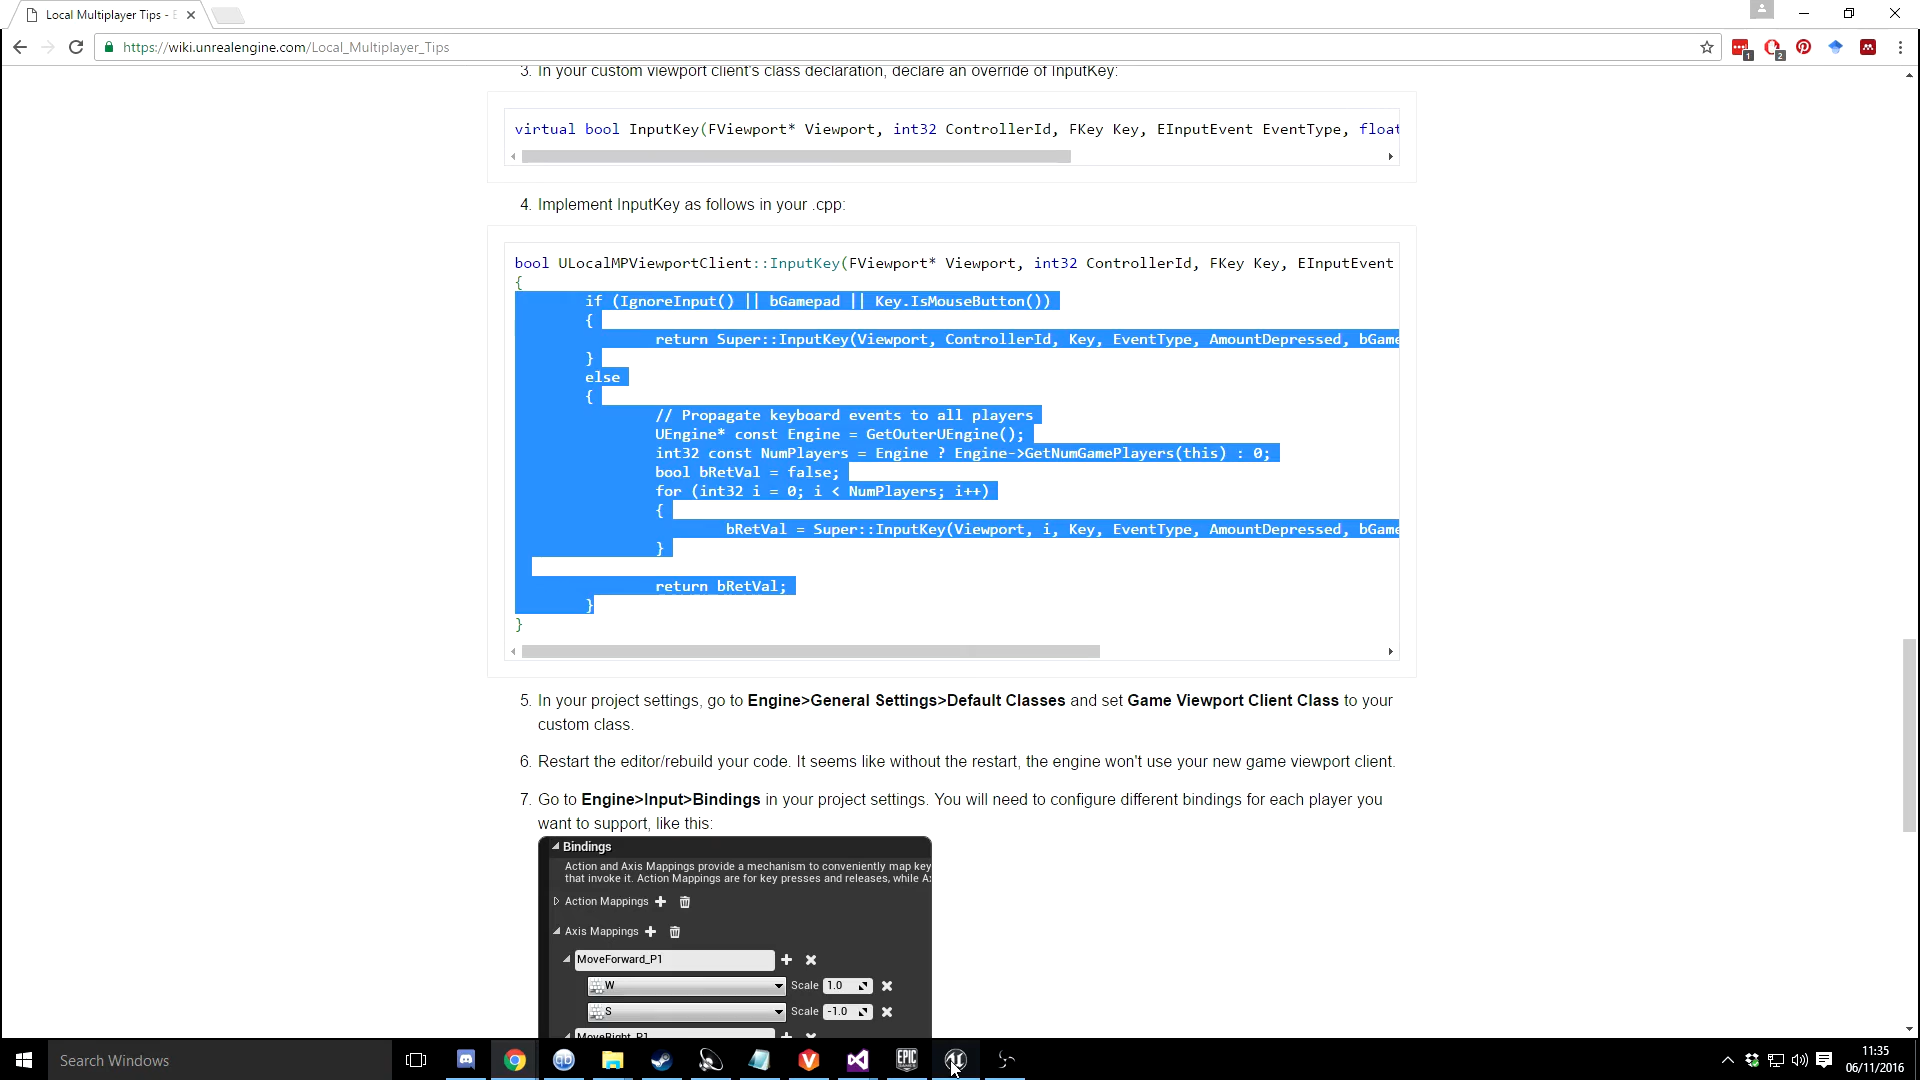 Local Multiplayer Tips - E
https://wiki.unrealengine.com/Local_Multiplayer_Tips
3. In your custom viewport client's class declaration, declare an override of InputKey:
virtual bool InputKey(FViewport* Viewport, int32 ControllerId, FKey Key, EInputEvent EventType, float
4. Implement InputKey as follows in your .cpp:
bool ULocalMPViewportClient::InputKey(FViewport* Viewport, int32 ControllerId, FKey Key, EInputEvent
{
if (IgnoreInput() || bGamepad || Key.IsMouseButton())
{
return Super::InputKey(Viewport, ControllerId, Key, EventType, AmountDepressed, bGame
}
else
{
// Propagate keyboard events to all players
UEngine* const Engine = GetOuterUEngine();
int32 const NumPlayers = Engine ? Engine->GetNumGamePlayers(this) : 0;
bool bRetVal = false;
for (int32 i = 0; i < NumPlayers; i++)
{
bRetVal = Super::InputKey(Viewport, i, Key, EventType, AmountDepressed, bGame
}
return bRetVal;
}
}
5. In your project settings, go to Engine>General Settings>Default Classes and set Game Viewport Client Class to your
custom class.
6. Restart the editor/rebuild your code. It seems like without the restart, the engine won't use your new game viewport client.
7. Go to Engine>Input>Bindings in your project settings. You will need to configure different bindings for each player you
want to support, like this:
Bindings
Action and Axis Mappings provide a mechanism to conveniently map key
that invoke it. Action Mappings are for key presses and releases, while A
Action Mappings
Axis Mappings
MoveForward_P1
W Scale 1.0
S Scale -1.0
MoveRight_P1
Search Windows
EPIC
11:35
06/11/2016